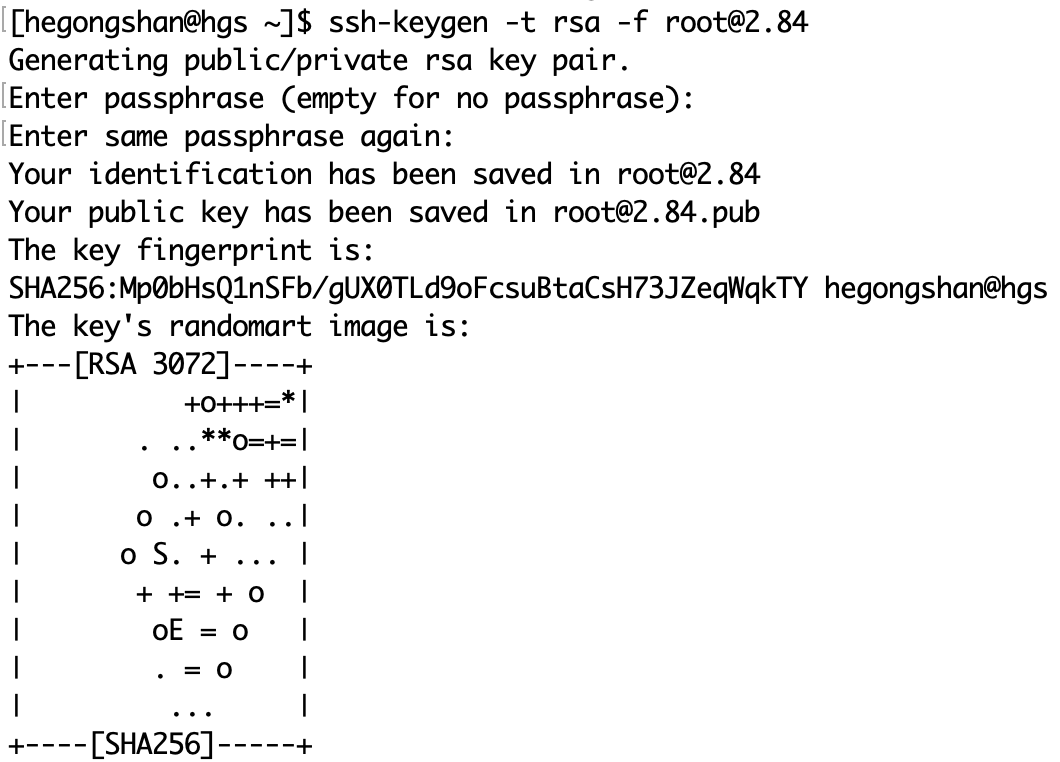 [hegongshan@hgs ~]$ ssh-keygen -t rsa -f root@2.84
Generating public/private rsa key pair.
Enter passphrase (empty for no passphrase):
Enter same passphrase again:
Your identification has been saved in root@2.84
Your public key has been saved in root@2.84.pub
The key fingerprint is:
SHA256:Mp0bHsQ1nSFb/gUX0TLd9oFcsuBtaCsH73JZeqWqkTY hegongshan@hgs
The key's randomart image is:
+---[RSA 3072]----+
|          +o+++=*|
|       . ..**o=+=|
|        o..+.+ ++|
|       o .+ o. ..|
|      o S. + ... |
|       + += + o  |
|        oE = o   |
|        . = o    |
|         ...     |
+----[SHA256]-----+